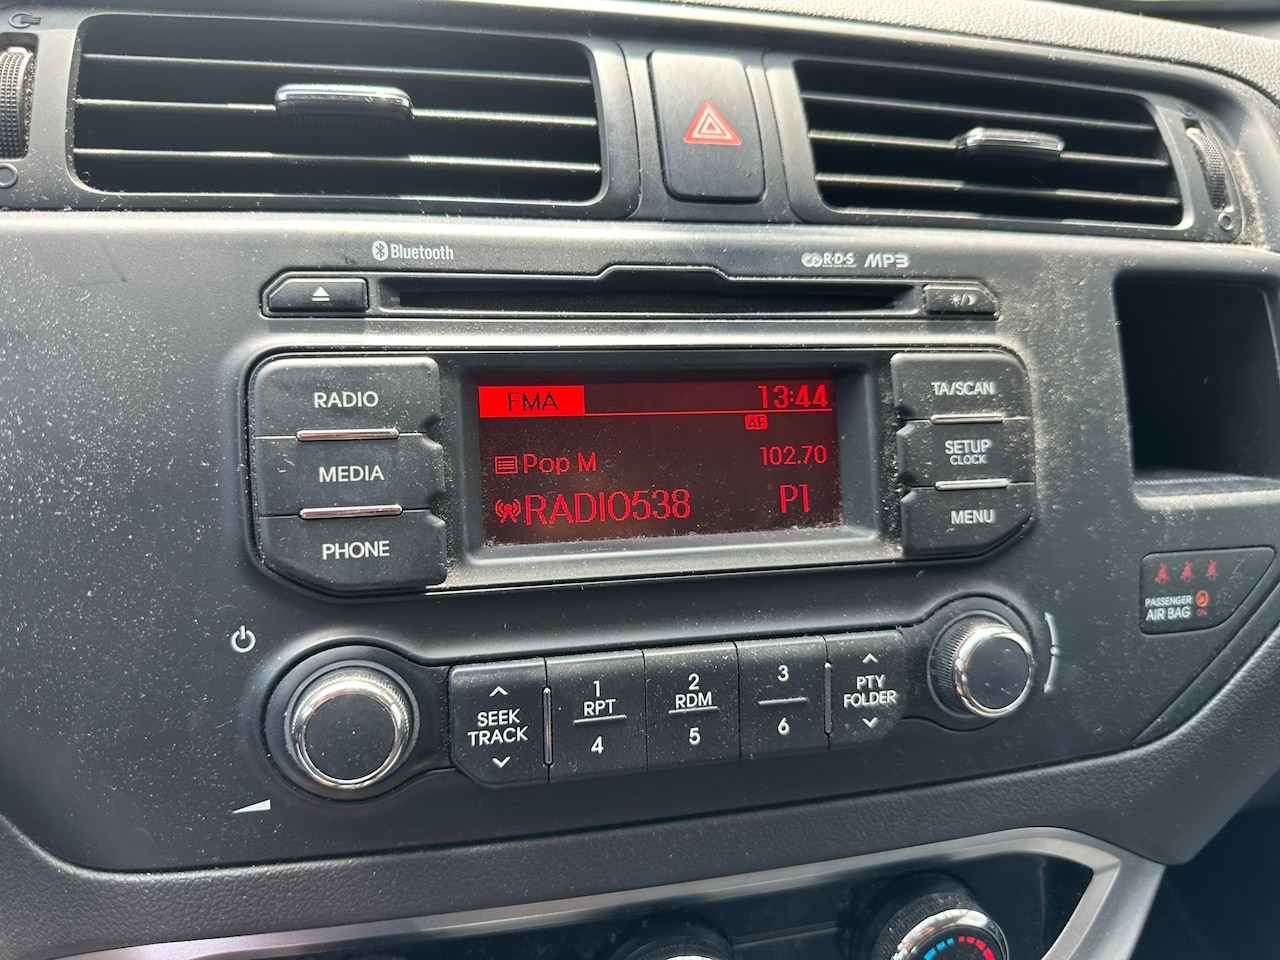 Bluetooth
R·D·S MP3
RADIO
MEDIA
PHONE
FMA 13:44
AF
Pop M 102.70
RADIO538 P1
TA/SCAN
SETUP
CLOCK
MENU
PASSENGER
AIR BAG ON
SEEK
TRACK
1
RPT
4
2
RDM
5
3
6
PTY
FOLDER